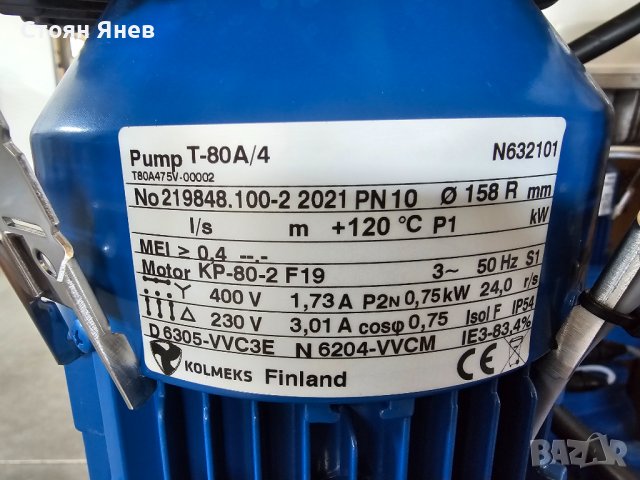 Стоян Янев
Pump T-80A/4 N632101
T80A475V-00002
No 219848.100-2 2021 PN 10 Ø 158 R mm
l/s m +120 °C P1 kW
MEI > 0,4 --.-
Motor KP-80-2 F19 3~ 50 Hz S1
Y 400 V 1,73 A P2N 0,75 kW 24,0 r/s
△ 230 V 3,01 A cosφ 0,75 Isol F IP54
D 6305-VVC3E N 6204-VVCM IE3-83,4%
KOLMEKS Finland CE
BAZAR